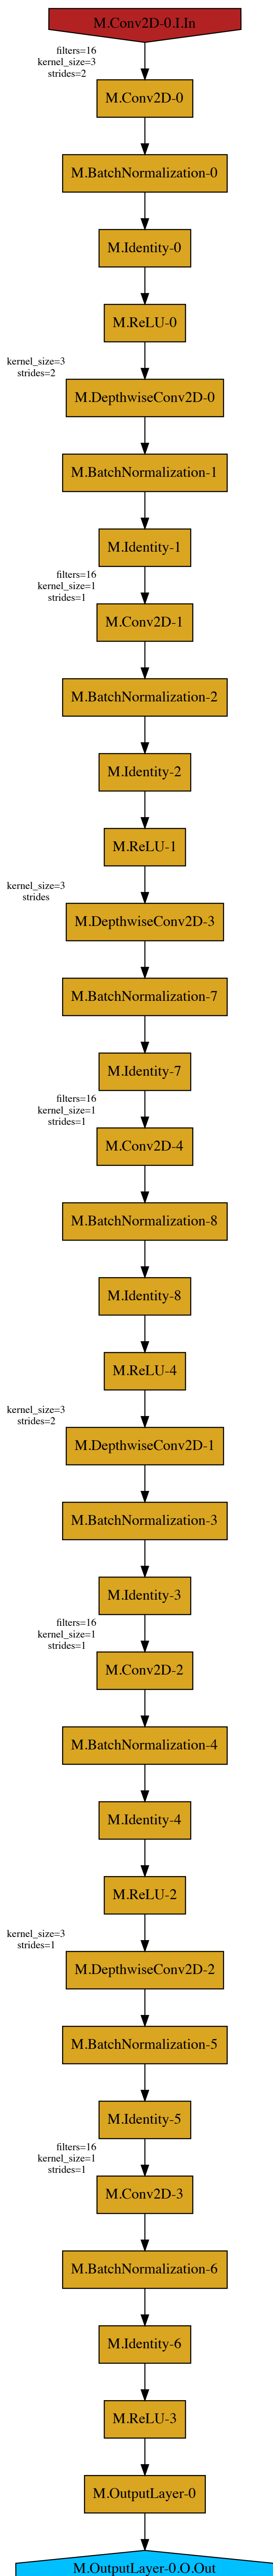 M.Conv2D-0.I.In
filters=16
kernel_size=3
strides=2
M.Conv2D-0
M.BatchNormalization-0
M.Identity-0
M.ReLU-0
kernel_size=3
strides=2
M.DepthwiseConv2D-0
M.BatchNormalization-1
M.Identity-1
filters=16
kernel_size=1
strides=1
M.Conv2D-1
M.BatchNormalization-2
M.Identity-2
M.ReLU-1
kernel_size=3
strides
M.DepthwiseConv2D-3
M.BatchNormalization-7
M.Identity-7
filters=16
kernel_size=1
strides=1
M.Conv2D-4
M.BatchNormalization-8
M.Identity-8
M.ReLU-4
kernel_size=3
strides=2
M.DepthwiseConv2D-1
M.BatchNormalization-3
M.Identity-3
filters=16
kernel_size=1
strides=1
M.Conv2D-2
M.BatchNormalization-4
M.Identity-4
M.ReLU-2
kernel_size=3
strides=1
M.DepthwiseConv2D-2
M.BatchNormalization-5
M.Identity-5
filters=16
kernel_size=1
strides=1
M.Conv2D-3
M.BatchNormalization-6
M.Identity-6
M.ReLU-3
M.OutputLayer-0
M.OutputLayer-0.O.Out